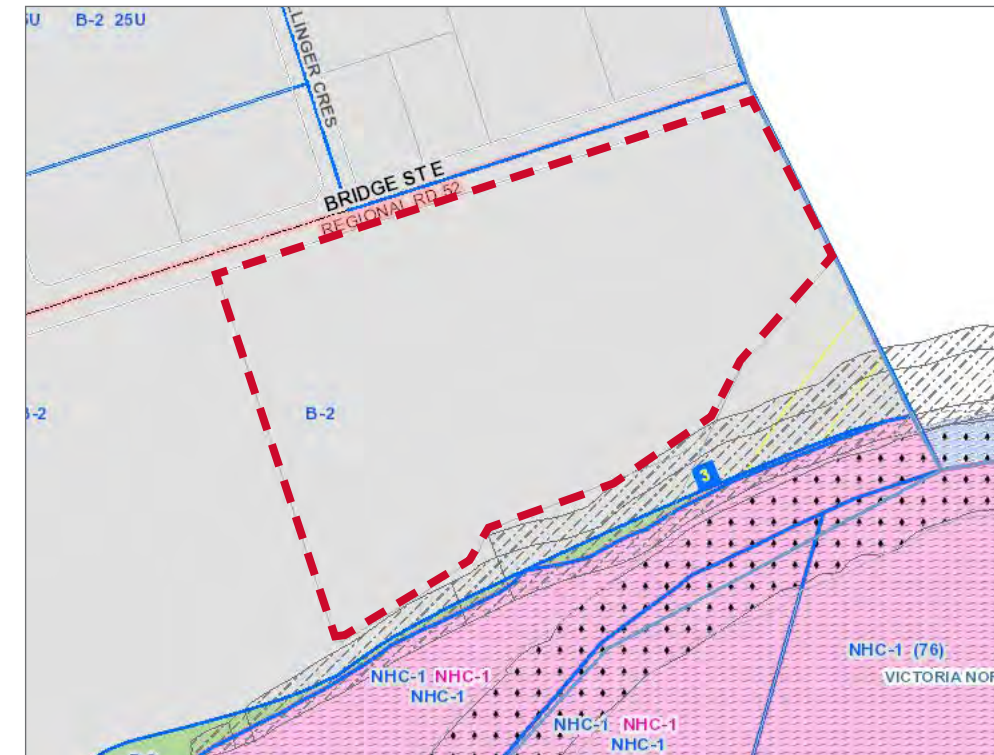 B-2 25U
LINGER CRES
BRIDGE ST E
REGIONAL RD 52
B-2
3
NHC-1 NHC-1
NHC-1
NHC-1 (76)
VICTORIA NOR
NHC-1 NHC-1
NHC-1